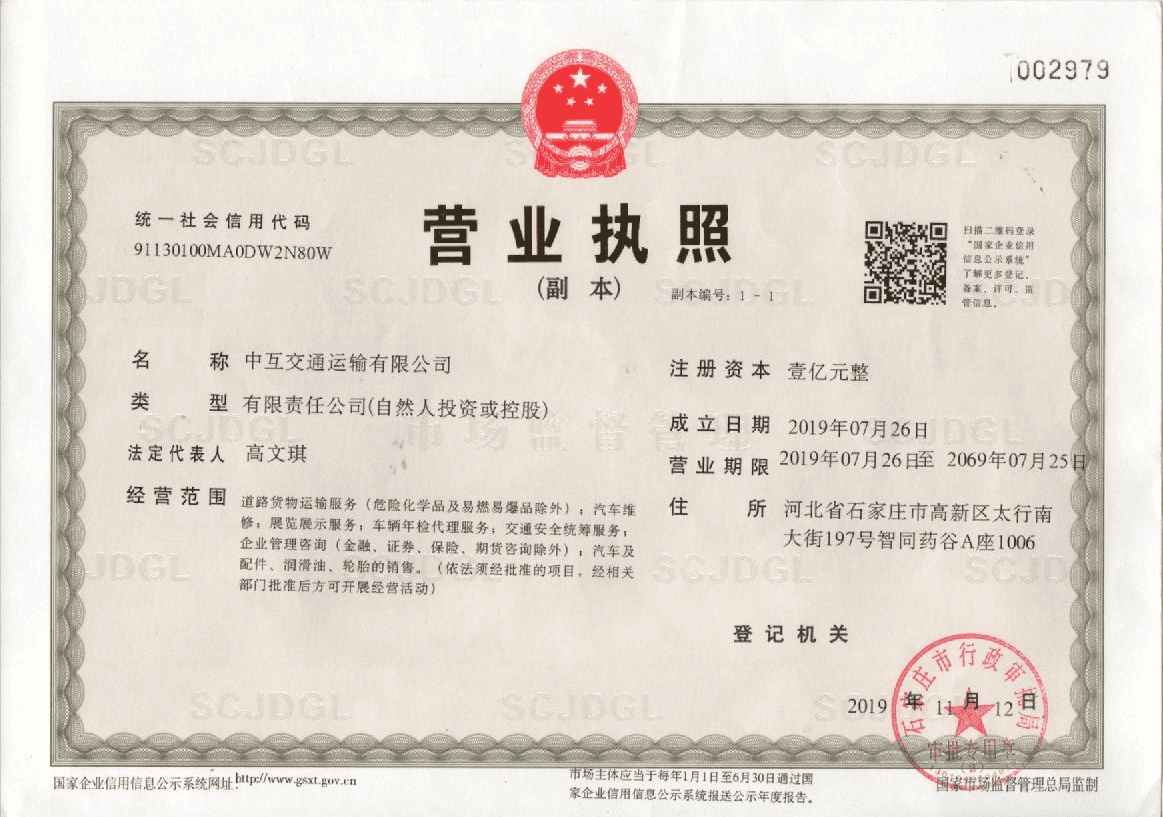 002979
统一社会信用代码
91130100MA0DW2N80W
营业执照
(副 本)
副本编号：1 - 1
扫描二维码登录
“国家企业信用
信息公示系统”
了解更多登记、
备案、许可、监
管信息。
名 称 中互交通运输有限公司
类 型 有限责任公司(自然人投资或控股)
法定代表人 高文琪
经营范围 道路货物运输服务（危险化学品及易燃易爆品除外）；汽车维
修；展览展示服务；车辆年检代理服务；交通安全统筹服务；
企业管理咨询（金融、证券、保险、期货咨询除外）；汽车及
配件、润滑油、轮胎的销售。（依法须经批准的项目，经相关
部门批准后方可开展经营活动）
注册资本 壹亿元整
成立日期 2019年07月26日
营业期限 2019年07月26日至 2069年07月25日
住 所 河北省石家庄市高新区太行南
大街197号智同药谷A座1006
登记机关
石家庄市行政审批局
审批专用章
2019 年 11 月 12 日
国家企业信用信息公示系统网址：http://www.gsxt.gov.cn
市场主体应当于每年1月1日至6月30日通过国
家企业信用信息公示系统报送公示年度报告。
国家市场监督管理总局监制
SCJDGL
市场监督管理